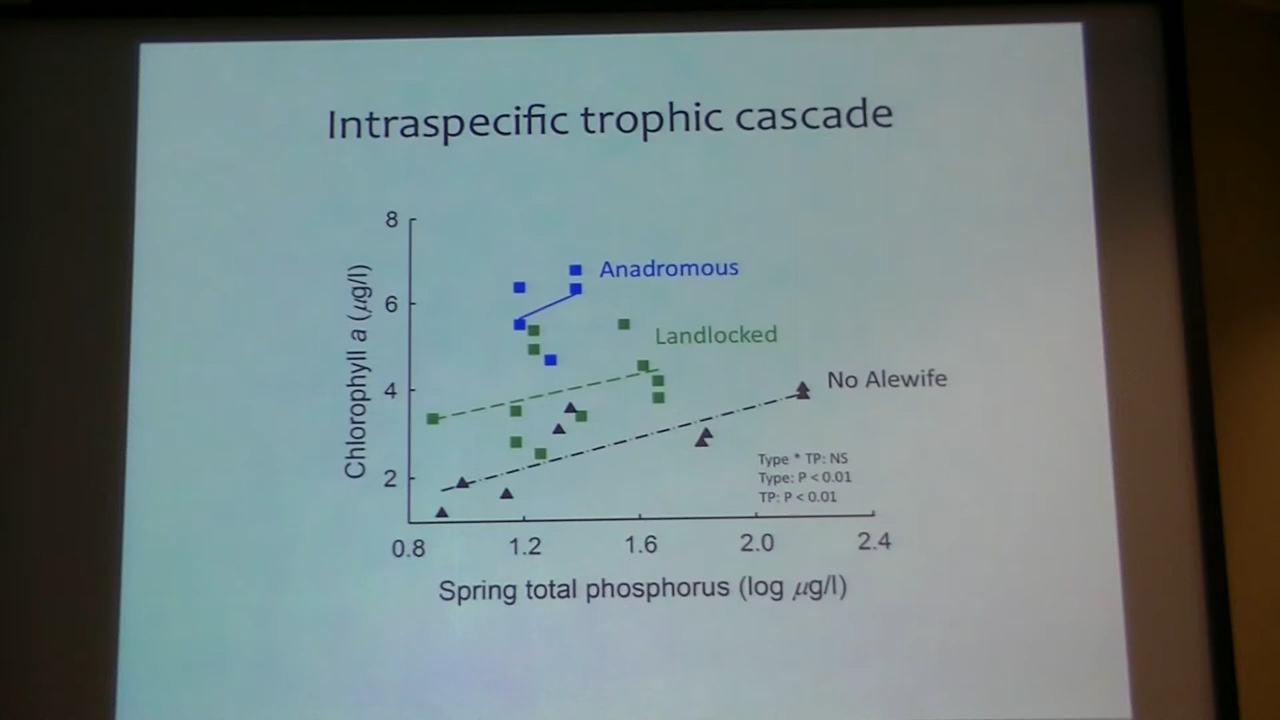 Intraspecific trophic cascade
8
6
4
2
Chlorophyll a (μg/l)
Anadromous
Landlocked
No Alewife
Type * TP: NS
Type: P < 0.01
TP: P < 0.01
0.8 1.2 1.6 2.0 2.4
Spring total phosphorus (log μg/l)